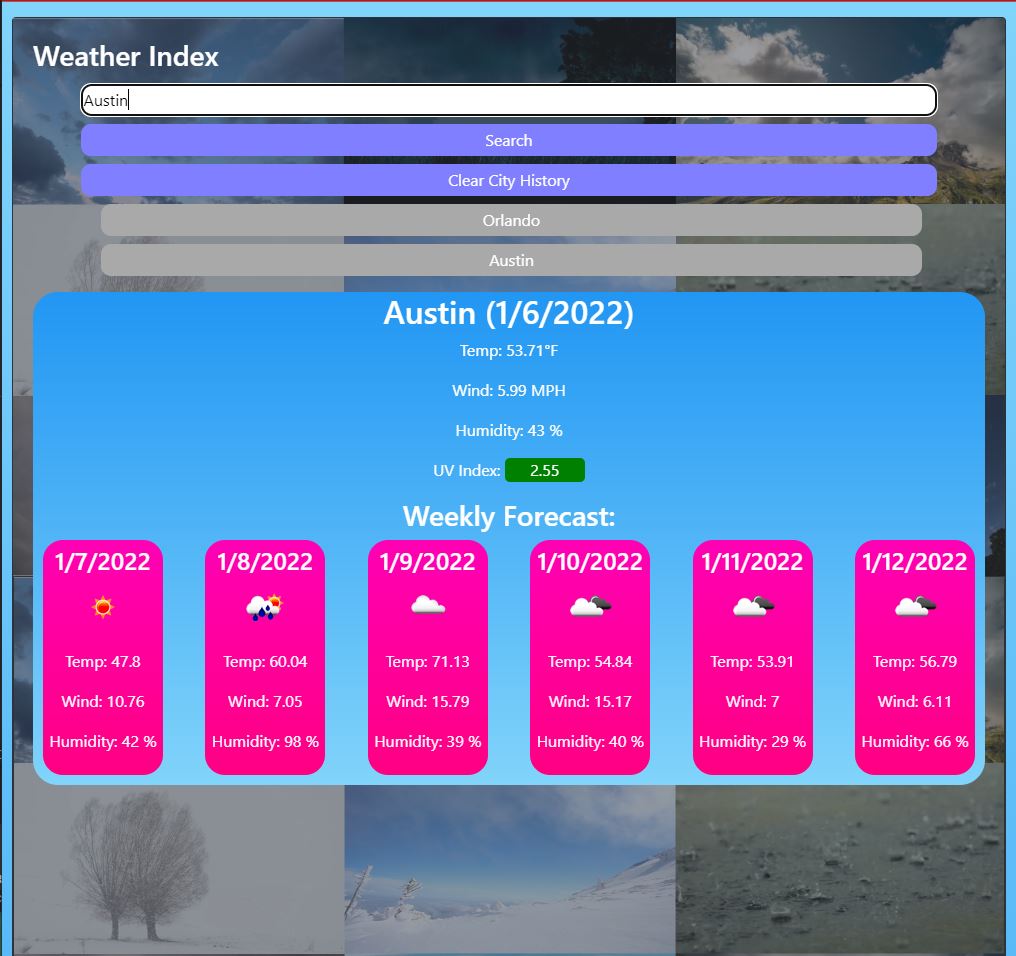 Weather Index
Austin
Search
Clear City History
Orlando
Austin
Austin (1/6/2022)
Temp: 53.71°F
Wind: 5.99 MPH
Humidity: 43 %
UV Index: 2.55
Weekly Forecast:
1/7/2022
Temp: 47.8
Wind: 10.76
Humidity: 42 %
1/8/2022
Temp: 60.04
Wind: 7.05
Humidity: 98 %
1/9/2022
Temp: 71.13
Wind: 15.79
Humidity: 39 %
1/10/2022
Temp: 54.84
Wind: 15.17
Humidity: 40 %
1/11/2022
Temp: 53.91
Wind: 7
Humidity: 29 %
1/12/2022
Temp: 56.79
Wind: 6.11
Humidity: 66 %